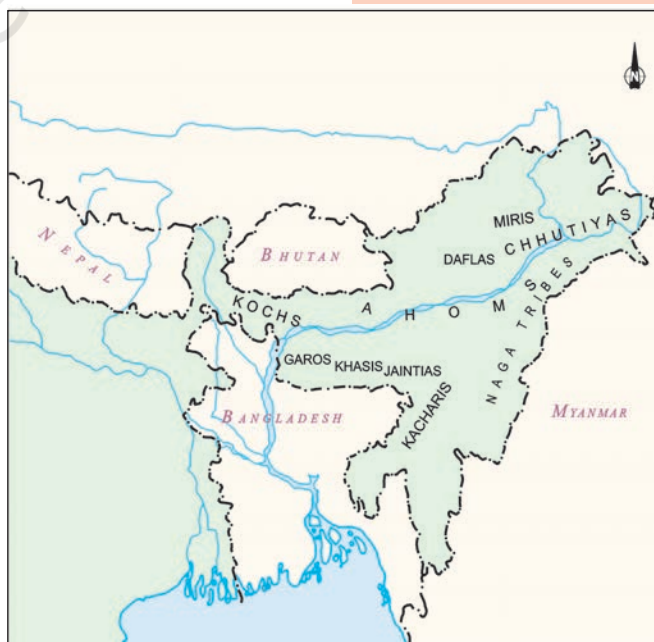 N
MIRIS
CHHUTIYAS
DAFLAS
NEPAL
BHUTAN
AHOMS
NAGA TRIBES
KOCHS
GAROS
KHASIS
JAINTIAS
KACHARIS
BANGLADESH
MYANMAR